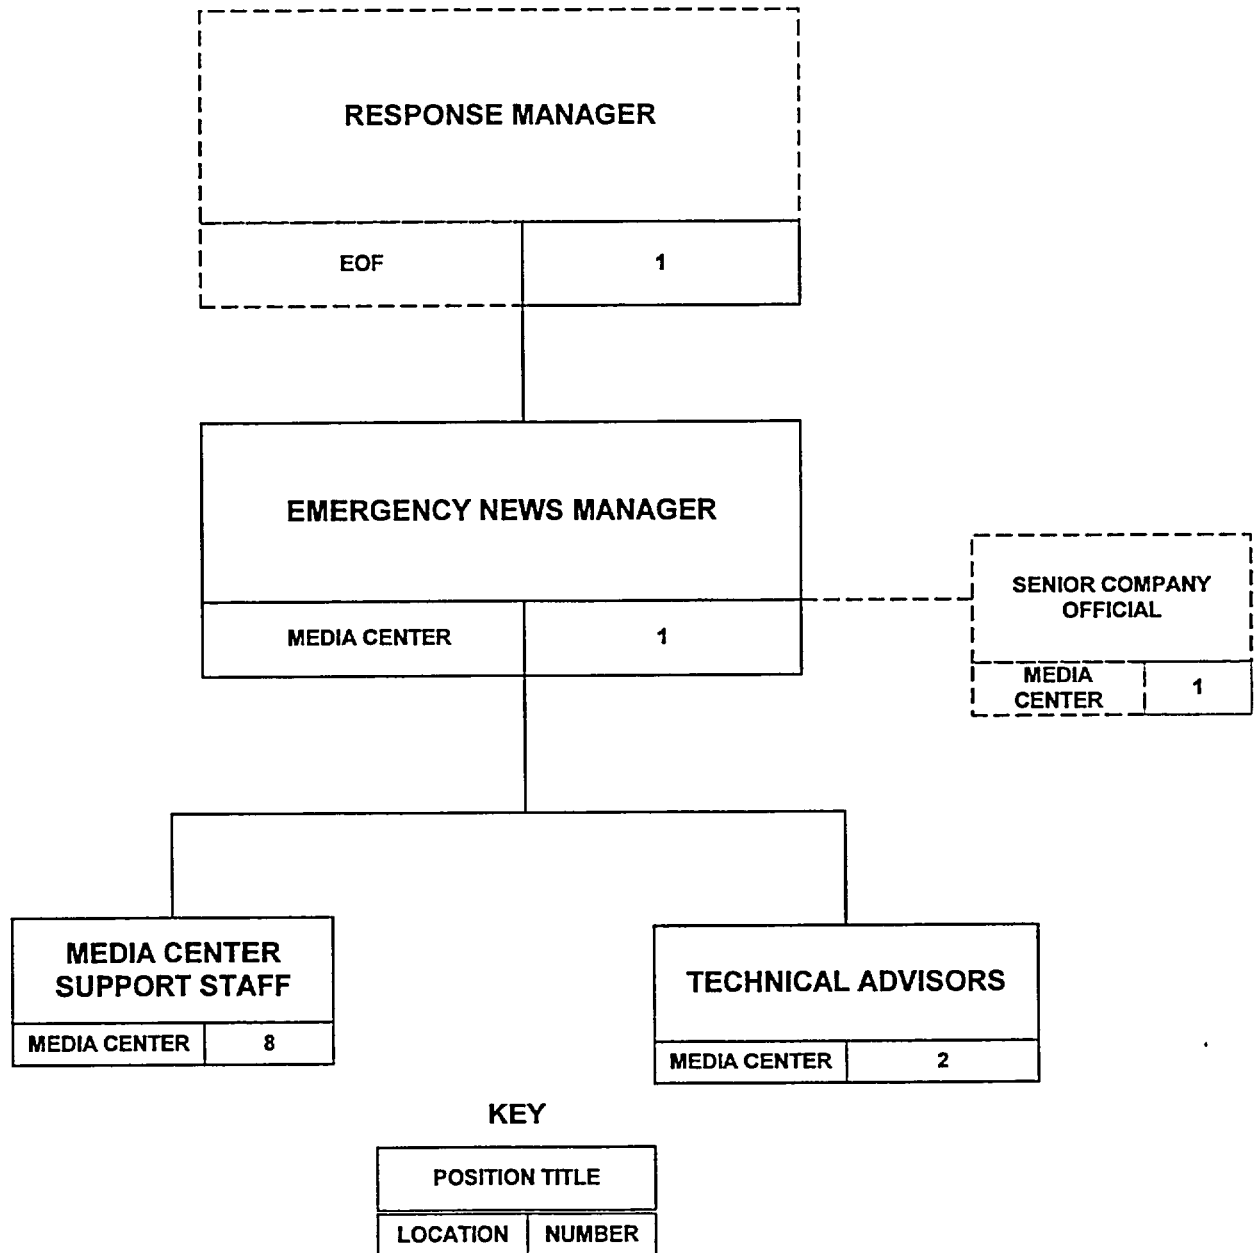 RESPONSE MANAGER
EOF
1
EMERGENCY NEWS MANAGER
MEDIA CENTER
1
SENIOR COMPANY
OFFICIAL
MEDIA
CENTER
1
MEDIA CENTER
SUPPORT STAFF
MEDIA CENTER
8
TECHNICAL ADVISORS
MEDIA CENTER
2
KEY
POSITION TITLE
LOCATION
NUMBER